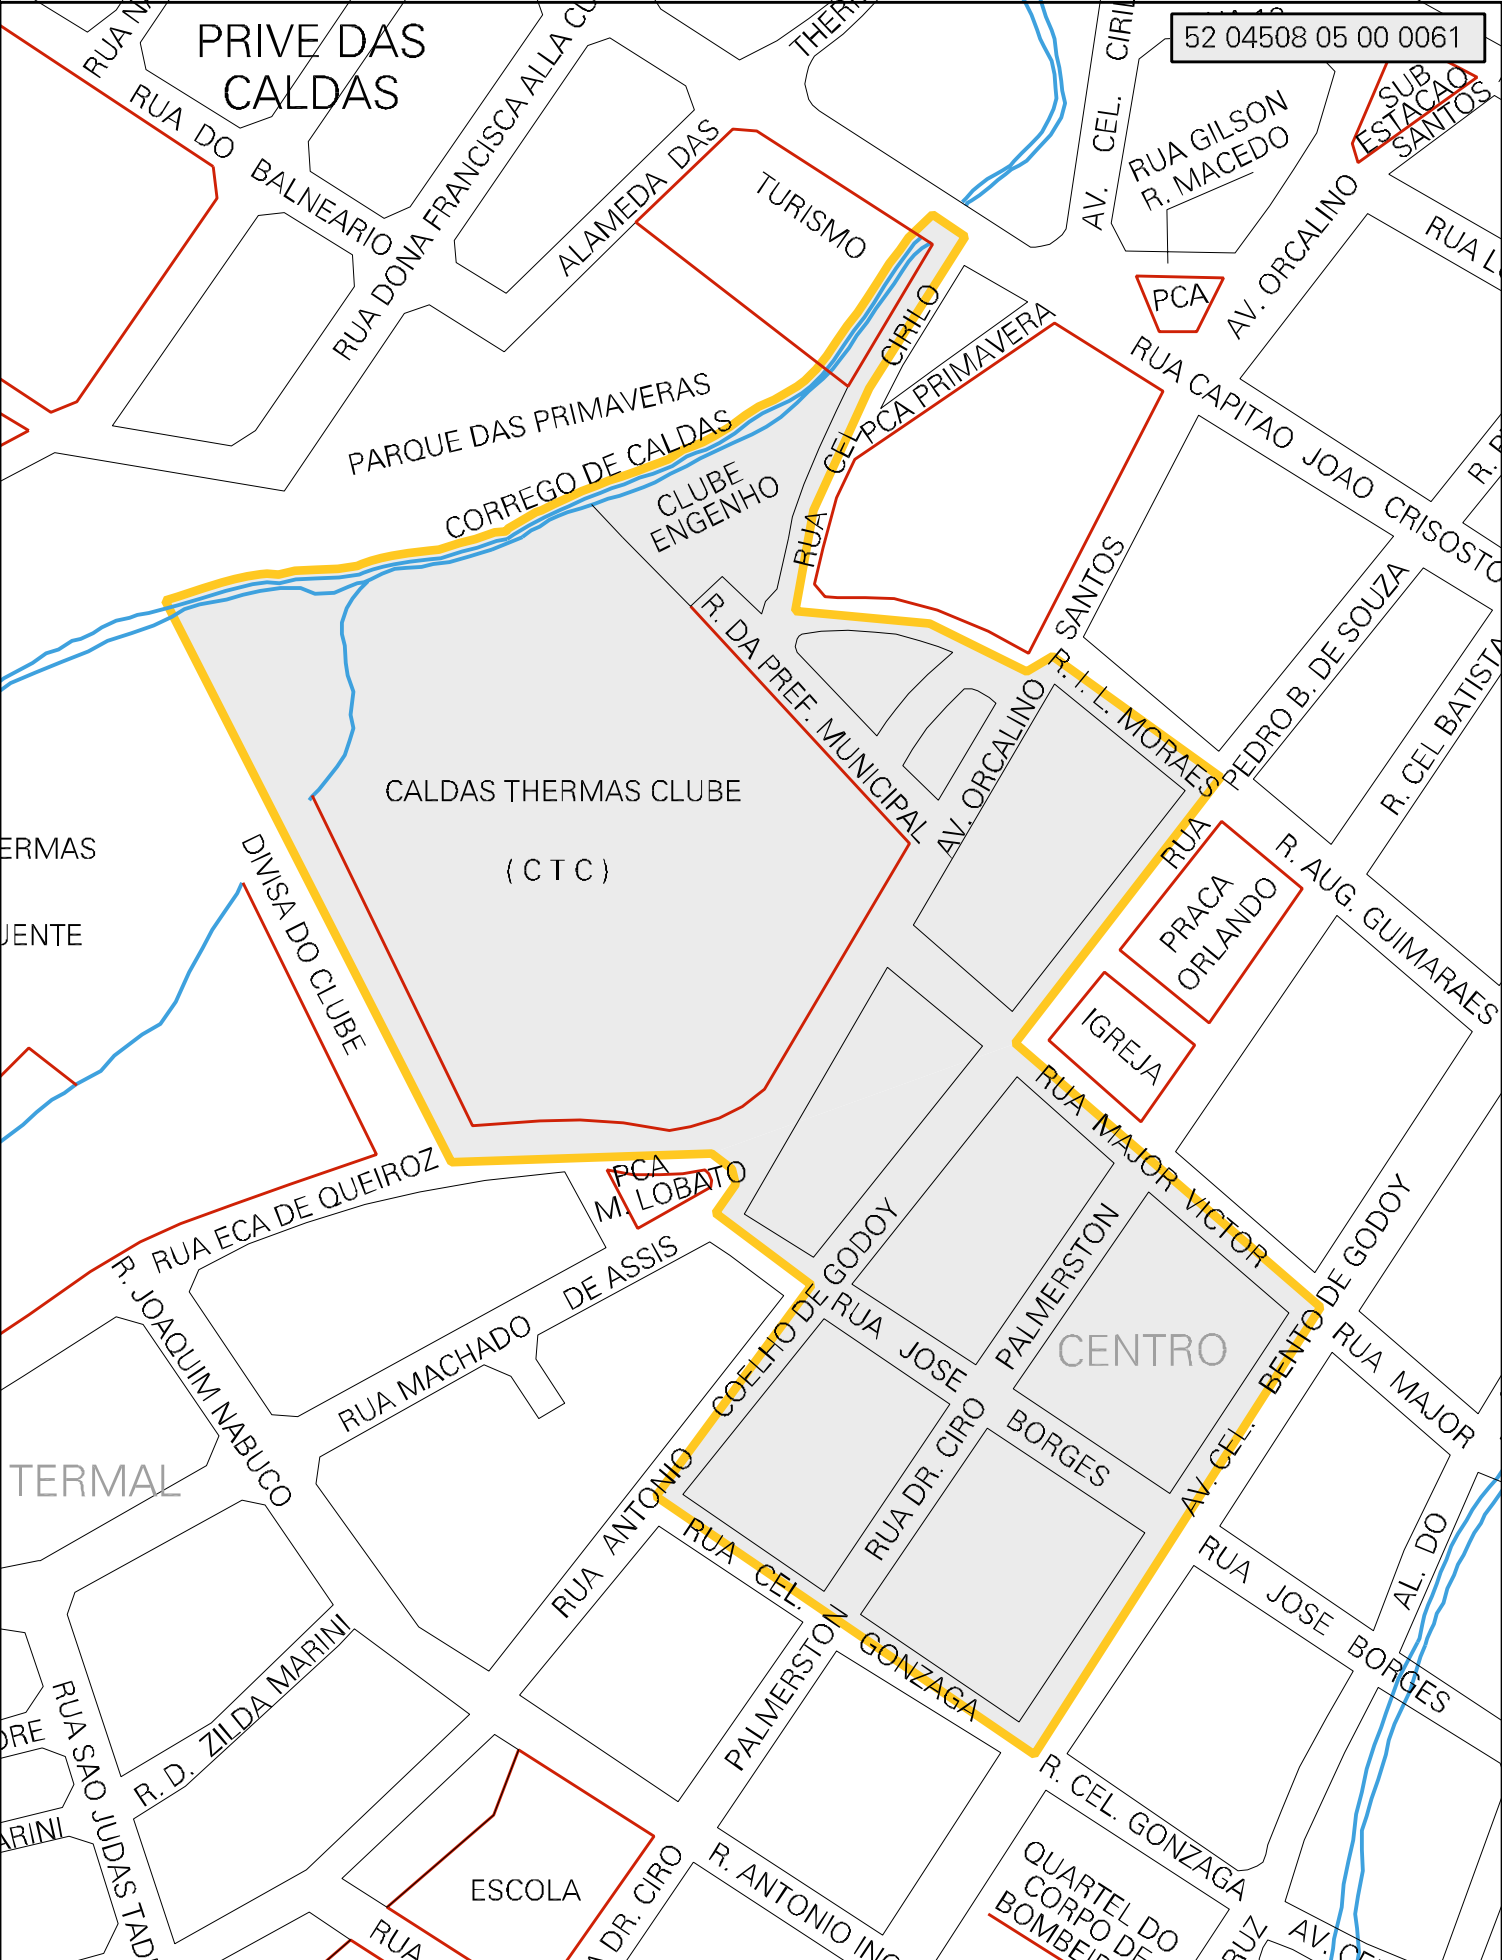 52 04508 05 00 0061
PRIVE DAS
CALDAS
RUA DO BALNEARIO
RUA DONA FRANCISCA ALLA
ALAMEDA DAS
TURISMO
AV. CEL. CIRIL
RUA GILSON
R. MACEDO
SUB
ESTACAO
SANTOS
AV. ORCALINO
PCA
RUA CEL CIRILO
PCA PRIMAVERA
RUA CAPITAO JOAO CRISOSTO
PARQUE DAS PRIMAVERAS
CORREGO DE CALDAS
CLUBE
ENGENHO
SANTOS
R. DA PREF. MUNICIPAL
AV. ORCALINO
R. I. L. MORAES
RUA PEDRO B. DE SOUZA
R. CEL BATISTA
CALDAS THERMAS CLUBE
( C T C )
ERMAS
UENTE
DIVISA DO CLUBE
PRACA
ORLANDO
R. AUG. GUIMARAES
IGREJA
RUA MAJOR VICTOR
RUA ECA DE QUEIROZ
PCA
M. LOBATO
R. JOAQUIM NABUCO
RUA MACHADO DE ASSIS
RUA ANTONIO COELHO DE GODOY
RUA JOSE BORGES
RUA DR. CIRO PALMERSTON
CENTRO
AV. CEL. BENTO DE GODOY
RUA MAJOR
TERMAL
RUA CEL. GONZAGA
RUA JOSE BORGES
AL. DO
R. D. ZILDA MARINI
RUA SAO JUDAS TAD
ORE
ARINI
PALMERSTON
R. CEL. GONZAGA
ESCOLA
DR. CIRO
R. ANTONIO
QUARTEL DO
CORPO DE
BOMBEI
RUA
AV.